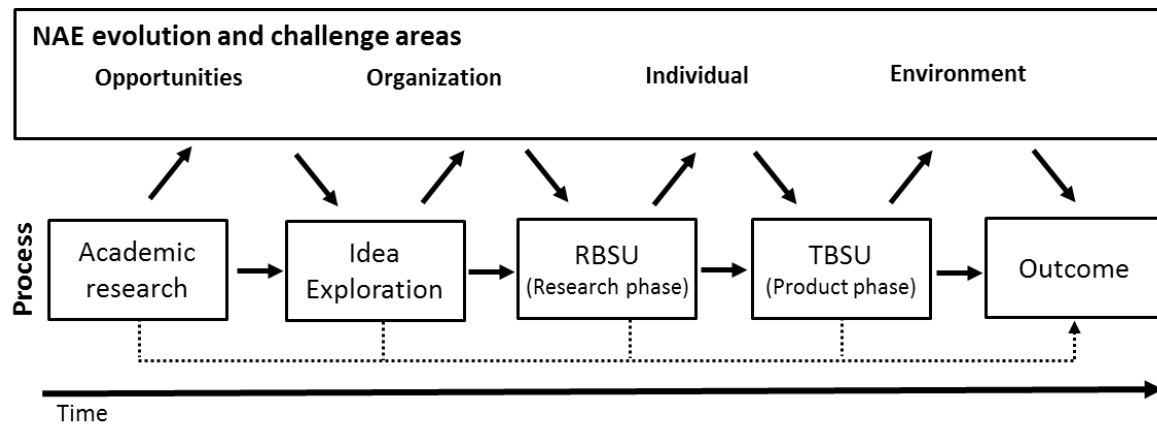 NAE evolution and challenge areas
Opportunities
Organization
Individual
Environment
Process
Academic
research
Idea
Exploration
RBSU
(Research phase)
TBSU
(Product phase)
Outcome
Time